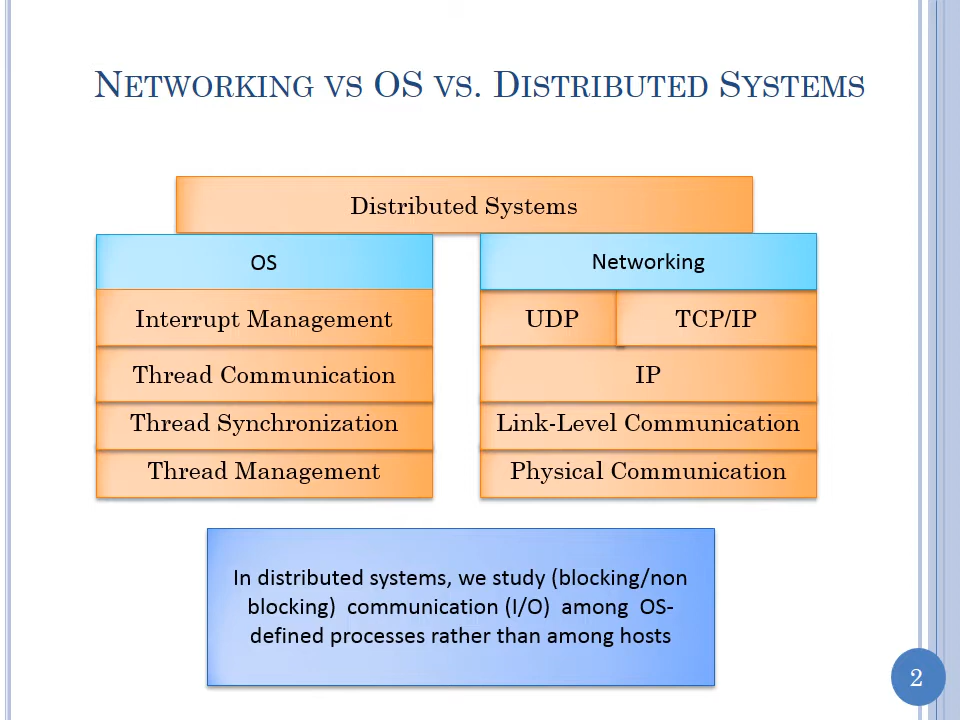 NETWORKING VS OS VS. DISTRIBUTED SYSTEMS
Distributed Systems
OS
Interrupt Management
Thread Communication
Thread Synchronization
Thread Management
Networking
UDP
TCP/IP
IP
Link-Level Communication
Physical Communication
In distributed systems, we study (blocking/non
blocking) communication (I/O) among OS-
defined processes rather than among hosts
2